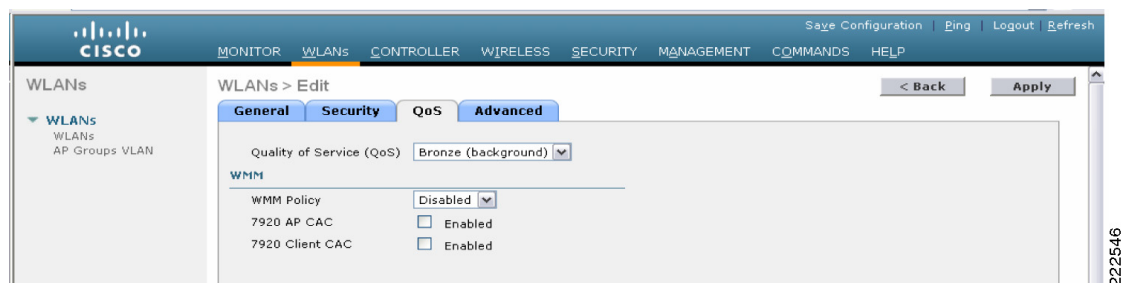 Save Configuration | Ping | Logout | Refresh
CISCO
MONITOR WLANs CONTROLLER WIRELESS SECURITY MANAGEMENT COMMANDS HELP
WLANs
WLANs
WLANs
AP Groups VLAN
WLANs > Edit
< Back
Apply
General Security QoS Advanced
Quality of Service (QoS) Bronze (background)
WMM
WMM Policy Disabled
7920 AP CAC Enabled
7920 Client CAC Enabled
222546